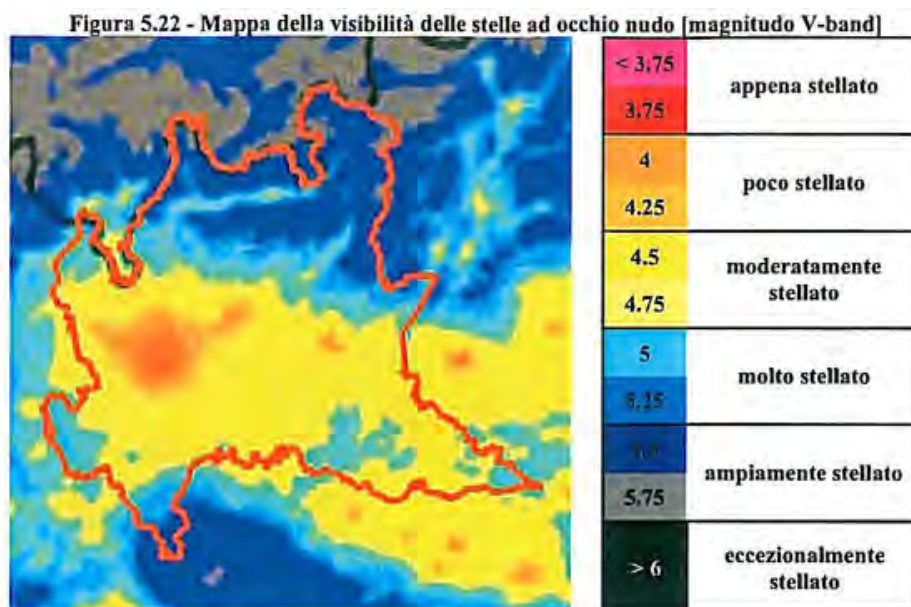 Figura 5.22 - Mappa della visibilità delle stelle ad occhio nudo [magnitudo V-band]
< 3.75
3.75
appena stellato
4
4.25
poco stellato
4.5
4.75
moderatamente
stellato
5
5.25
molto stellato
5.75
ampiamente stellato
> 6
eccezionalmente
stellato